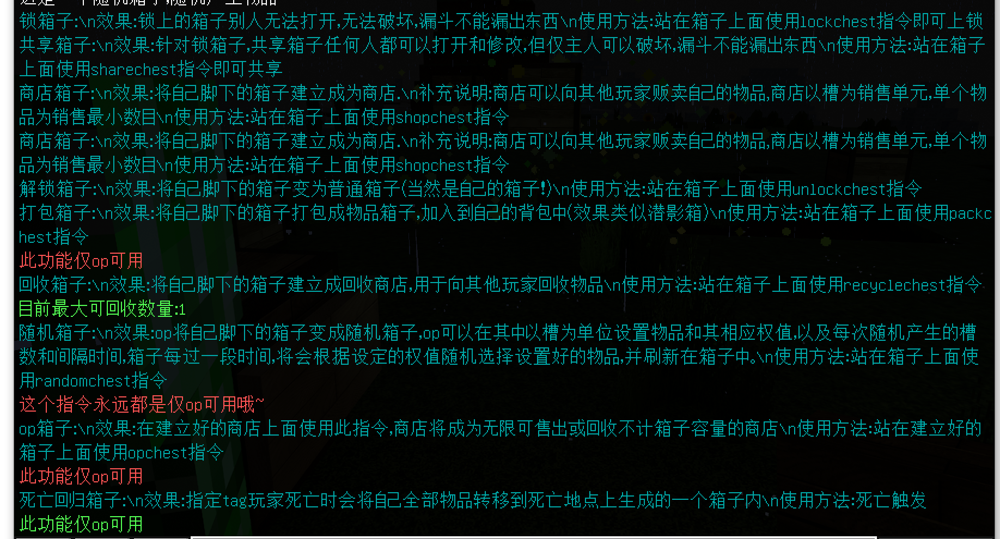 这是一个随机箱子,随机产生物品
锁箱子:\n效果:锁上的箱子别人无法打开,无法破坏,漏斗不能漏出东西\n使用方法:站在箱子上面使用lockchest指令即可上锁
共享箱子:\n效果:针对锁箱子,共享箱子任何人都可以打开和修改,但仅主人可以破坏,漏斗不能漏出东西\n使用方法:站在箱子
上面使用sharechest指令即可共享
商店箱子:\n效果:将自己脚下的箱子建立成为商店.\n补充说明:商店可以向其他玩家贩卖自己的物品,商店以槽为销售单元,单个物
品为销售最小数目\n使用方法:站在箱子上面使用shopchest指令
商店箱子:\n效果:将自己脚下的箱子建立成为商店.\n补充说明:商店可以向其他玩家贩卖自己的物品,商店以槽为销售单元,单个物
品为销售最小数目\n使用方法:站在箱子上面使用shopchest指令
解锁箱子:\n效果:将自己脚下的箱子变为普通箱子(当然是自己的箱子!)\n使用方法:站在箱子上面使用unlockchest指令
打包箱子:\n效果:将自己脚下的箱子打包成物品箱子,加入到自己的背包中(效果类似潜影箱)\n使用方法:站在箱子上面使用packc
hest指令
此功能仅op可用
回收箱子:\n效果:将自己脚下的箱子建立成回收商店,用于向其他玩家回收物品\n使用方法:站在箱子上面使用recyclechest指令
目前最大可回收数量:1
随机箱子:\n效果:op将自己脚下的箱子变成随机箱子,op可以在其中以槽为单位设置物品和其相应权值,以及每次随机产生的槽
数和间隔时间,箱子每过一段时间,将会根据设定的权值随机选择设置好的物品,并刷新在箱子中。\n使用方法:站在箱子上面使
用randomchest指令
这个指令永远都是仅op可用哦~
op箱子:\n效果:在建立好的商店上面使用此指令,商店将成为无限可售出或回收不计箱子容量的商店\n使用方法:站在建立好的
箱子上面使用opchest指令
此功能仅op可用
死亡回归箱子:\n效果:指定tag玩家死亡时会将自己全部物品转移到死亡地点上生成的一个箱子内\n使用方法:死亡触发
此功能仅op可用